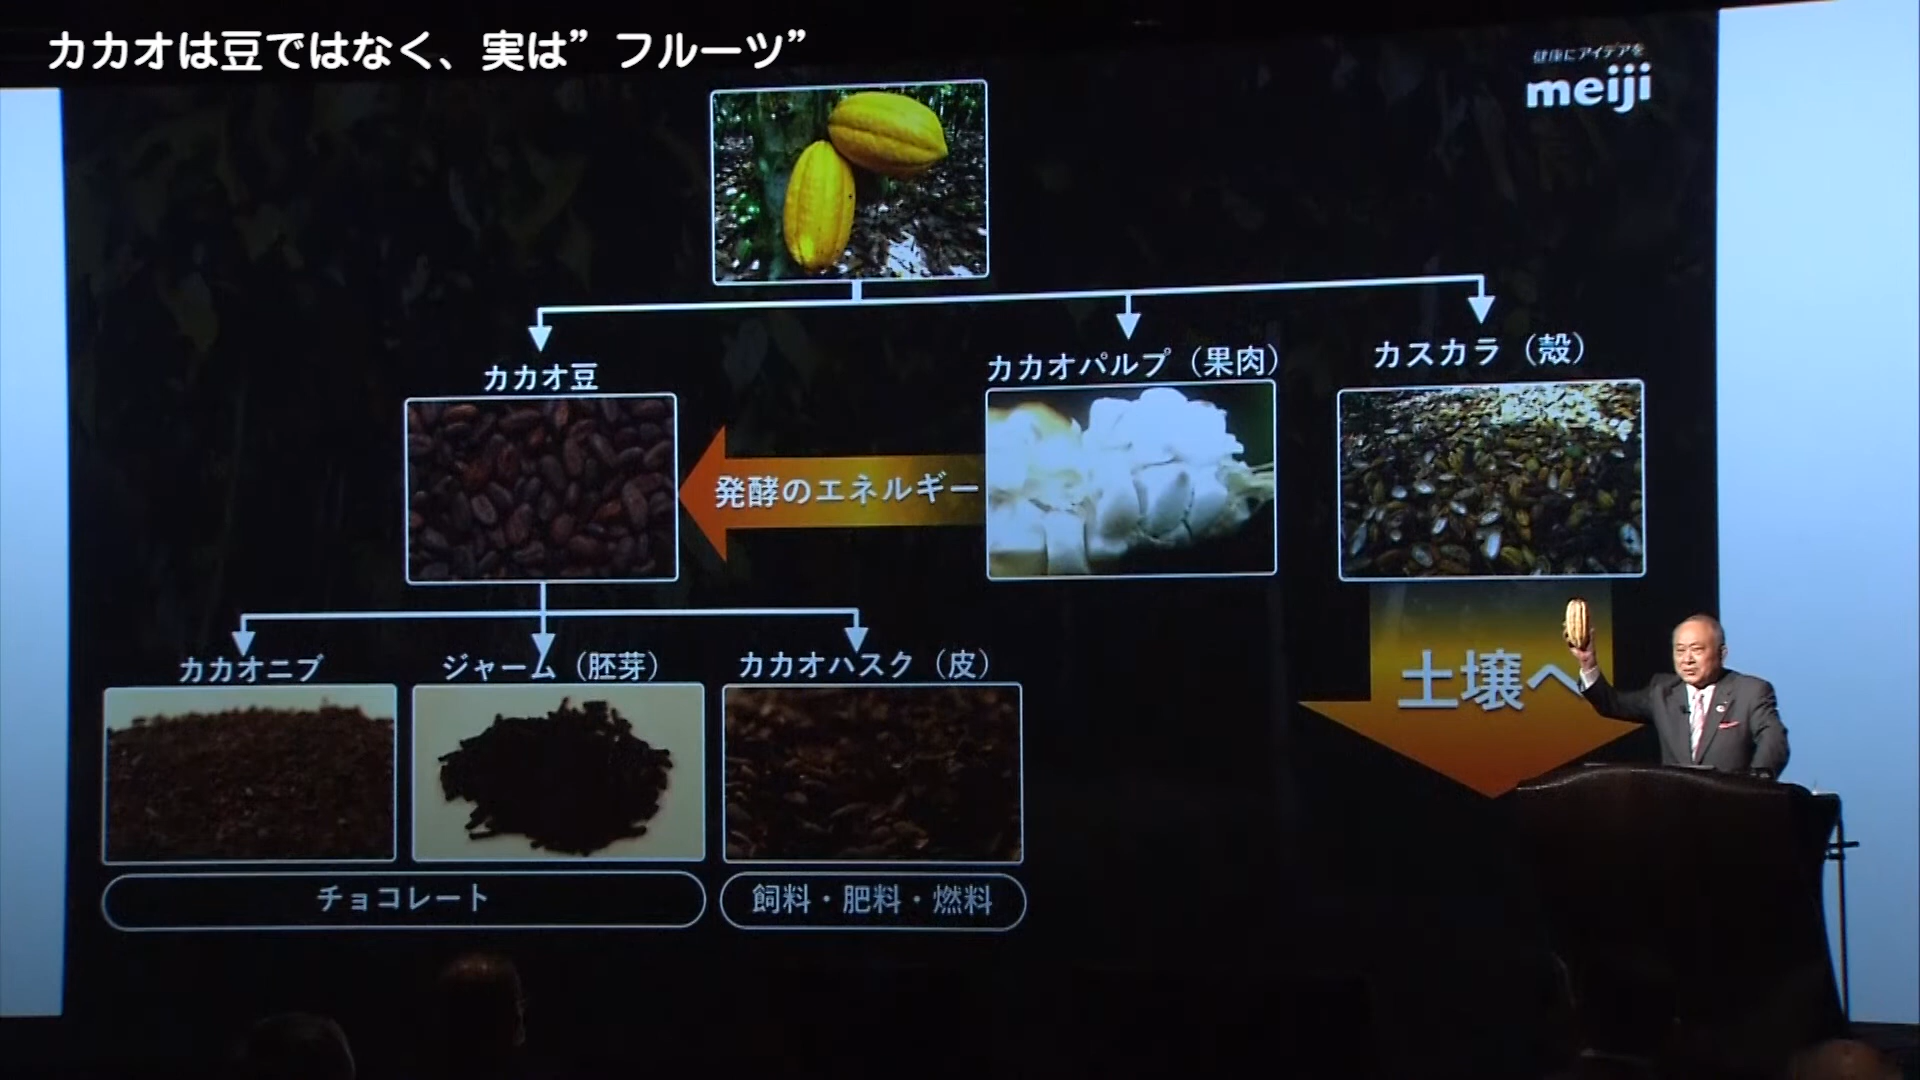 カカオは豆ではなく、実は”フルーツ”
健康にアイデアを
meiji
カカオ豆
カカオパルプ（果肉）
カスカラ（殻）
発酵のエネルギー
カカオニブ
ジャーム（胚芽）
カカオハスク（皮）
土壌へ
チョコレート
飼料・肥料・燃料